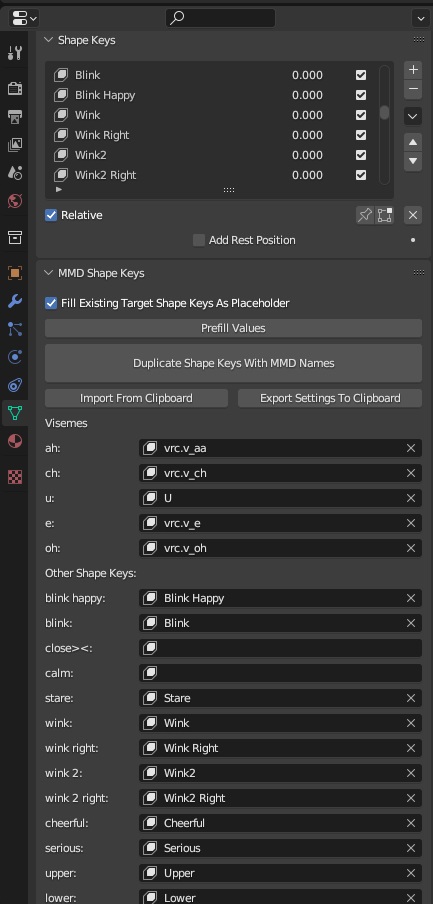 Shape Keys
Blink 0.000
Blink Happy 0.000
Wink 0.000
Wink Right 0.000
Wink2 0.000
Wink2 Right 0.000
Relative
Add Rest Position
MMD Shape Keys
Fill Existing Target Shape Keys As Placeholder
Prefill Values
Duplicate Shape Keys With MMD Names
Import From Clipboard Export Settings To Clipboard
Visemes
ah: vrc.v_aa
ch: vrc.v_ch
u: U
e: vrc.v_e
oh: vrc.v_oh
Other Shape Keys:
blink happy: Blink Happy
blink: Blink
close><:
calm:
stare: Stare
wink: Wink
wink right: Wink Right
wink 2: Wink2
wink 2 right: Wink2 Right
cheerful: Cheerful
serious: Serious
upper: Upper
lower: Lower